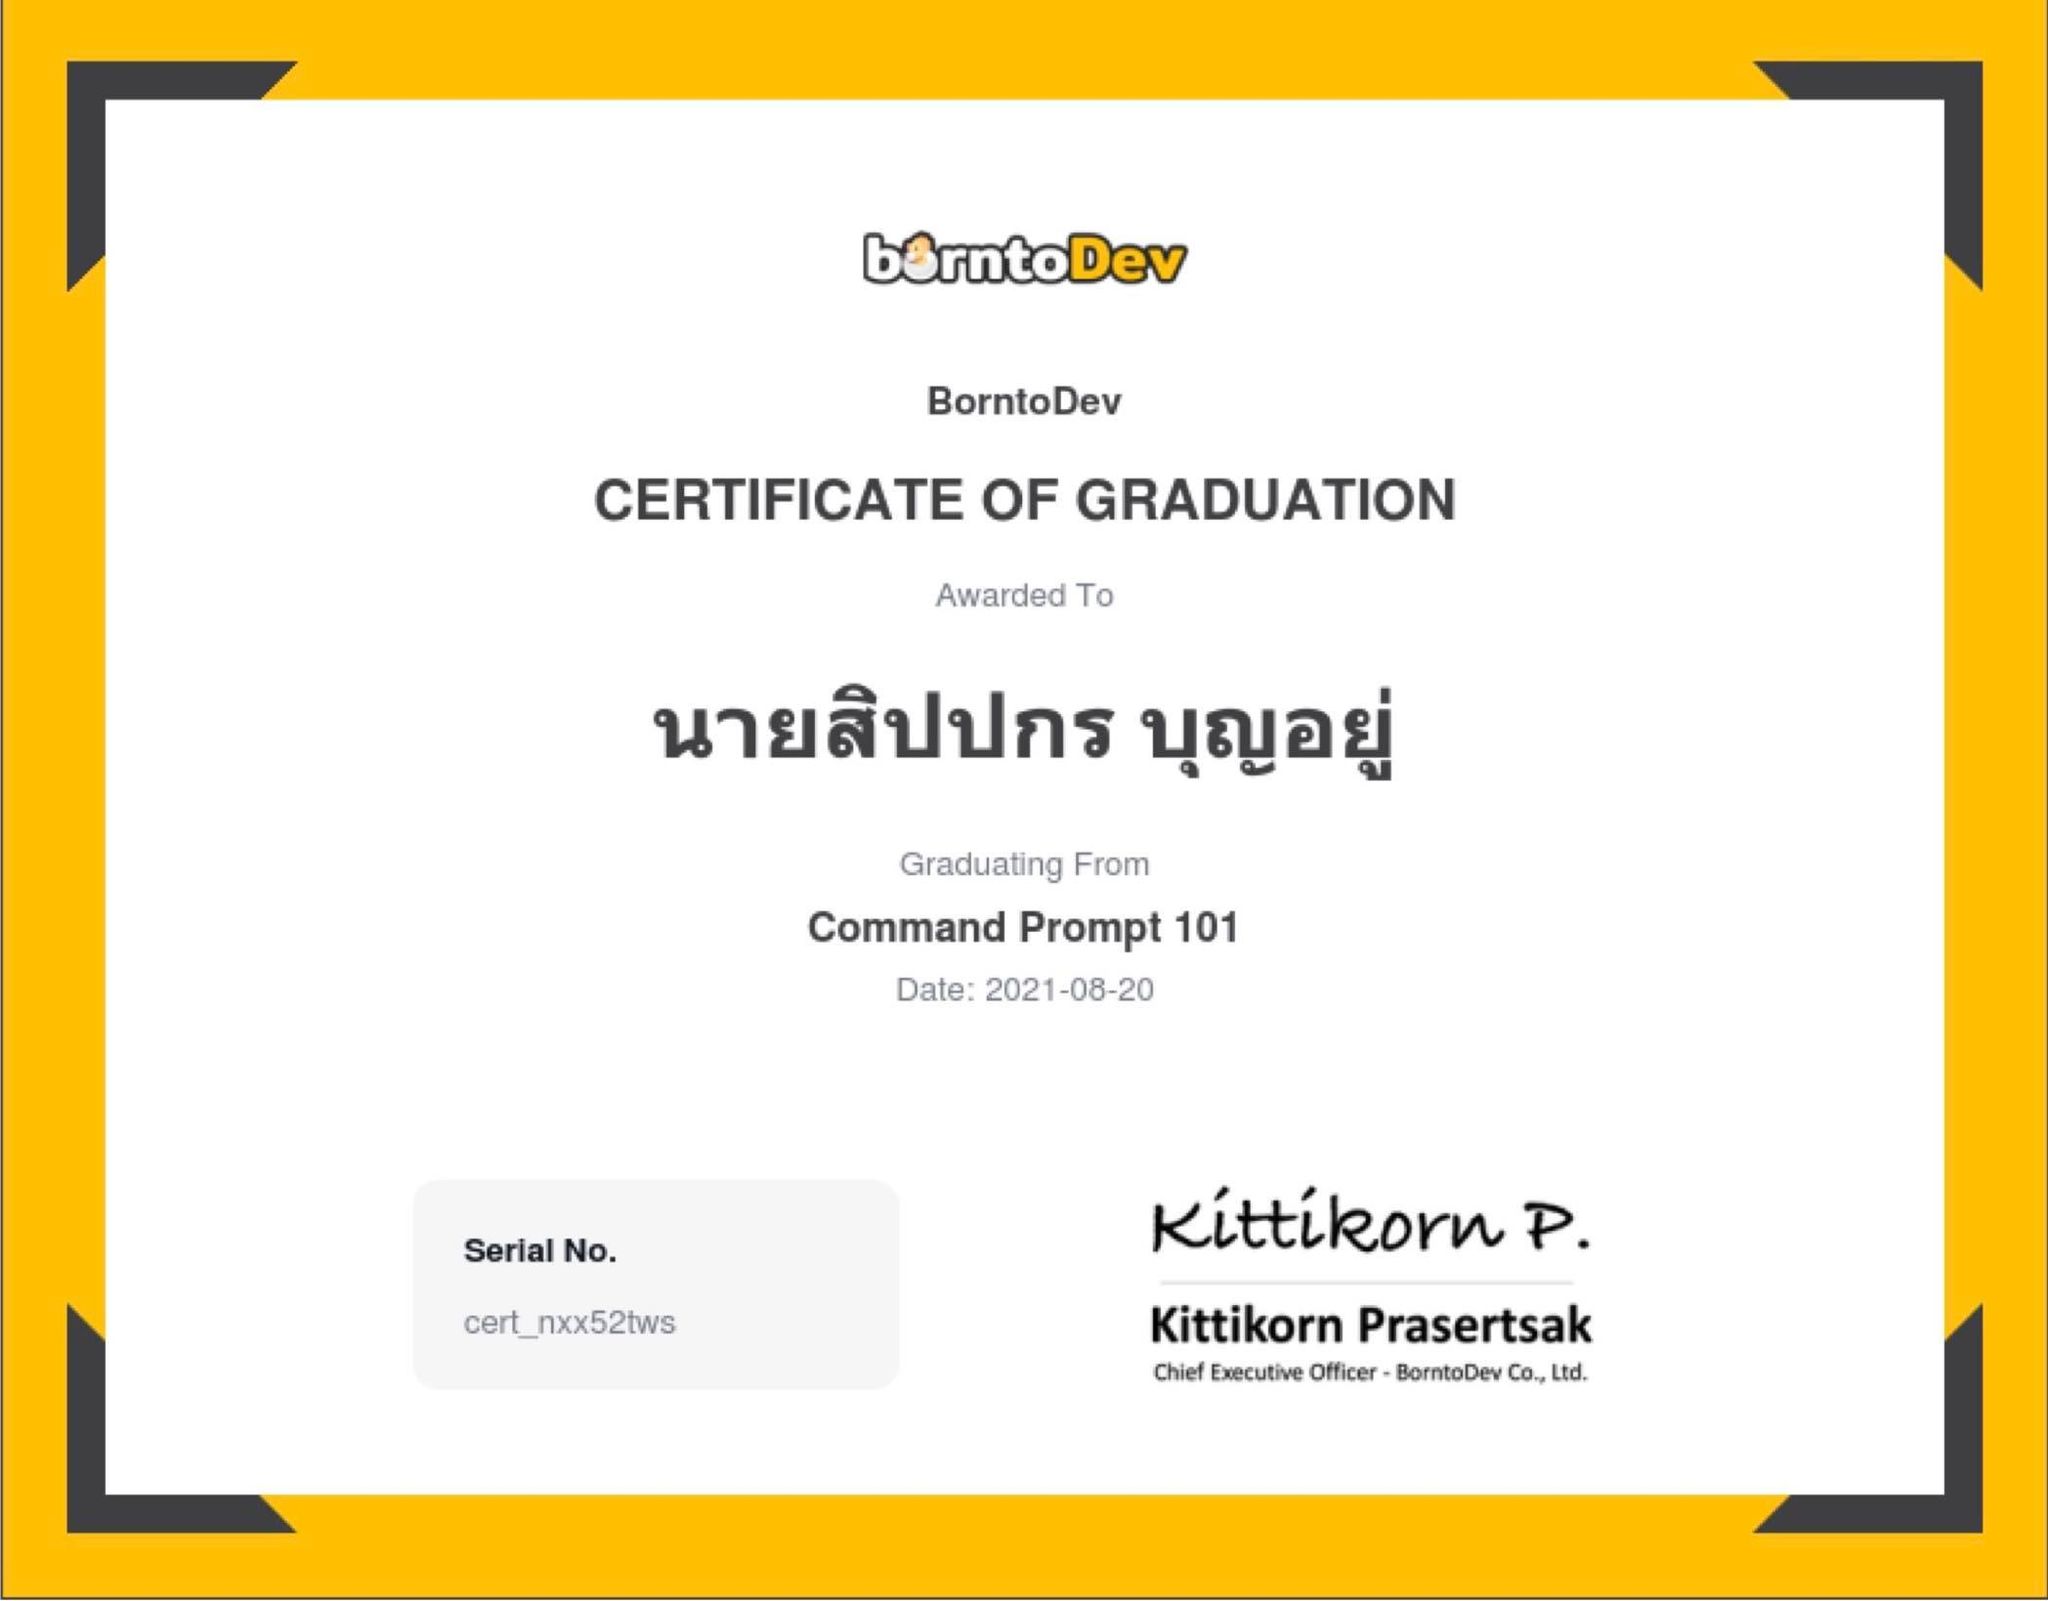 borntoDev
BorntoDev
CERTIFICATE OF GRADUATION
Awarded To
นายสิปปกร บุญอยู่
Graduating From
Command Prompt 101
Date: 2021-08-20
Serial No.
cert_nxx52tws
Kittikorn P.
Kittikorn Prasertsak
Chief Executive Officer - BorntoDev Co., Ltd.